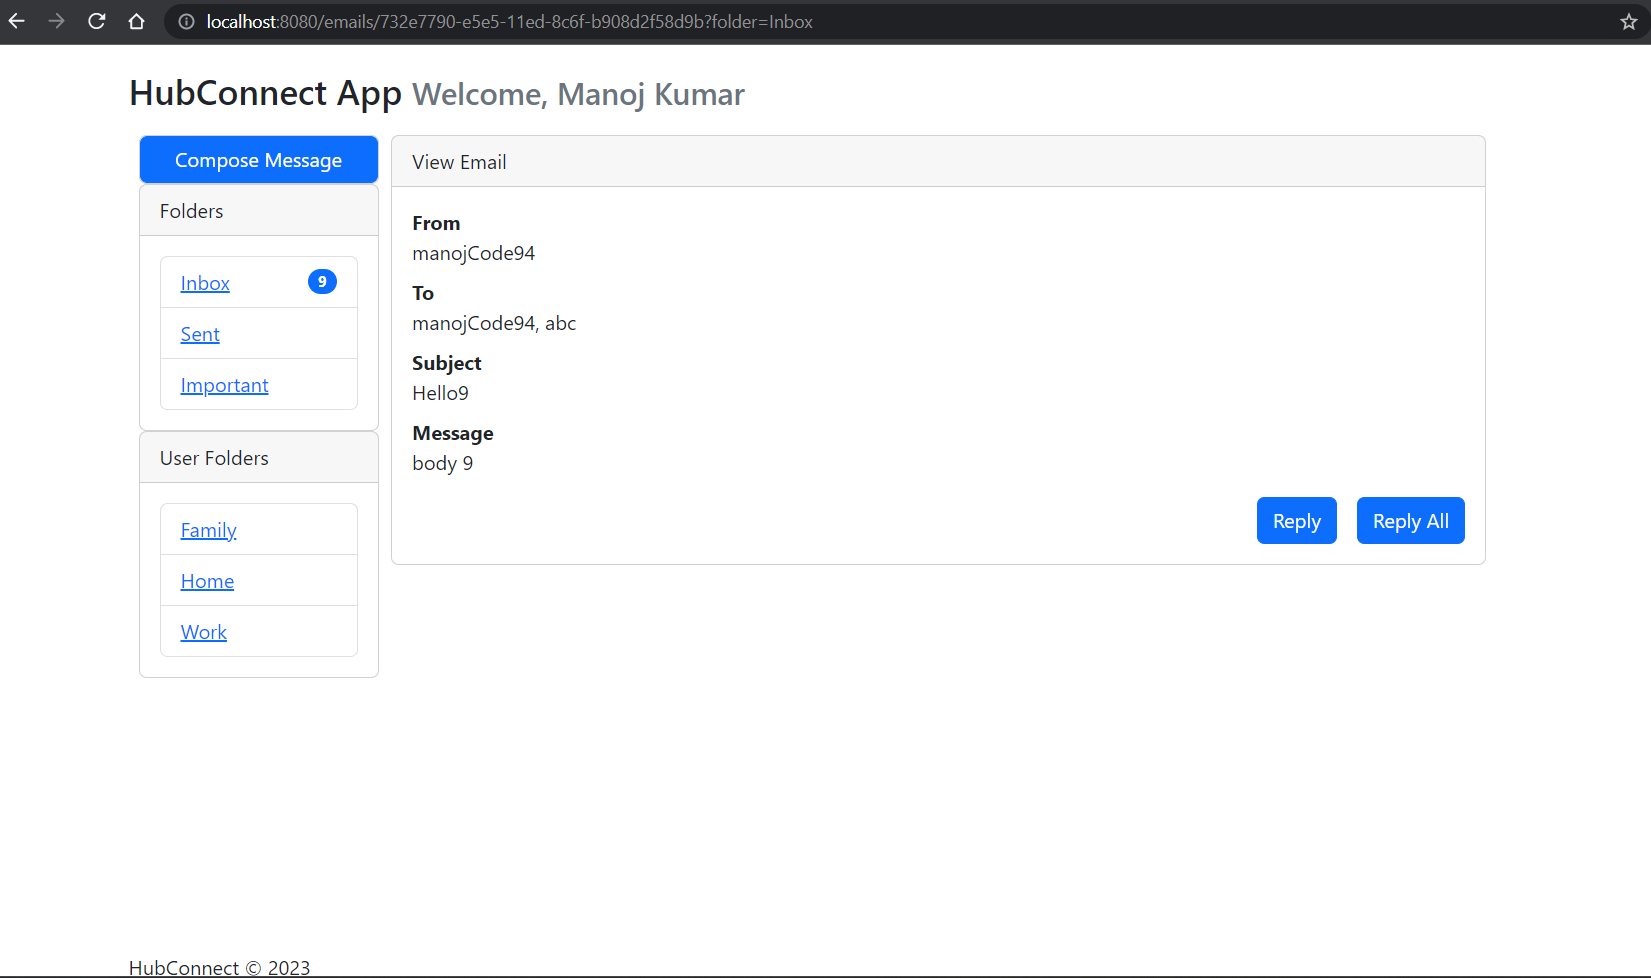 localhost:8080/emails/732e7790-e5e5-11ed-8c6f-b908d2f58d9b?folder=Inbox
HubConnect App Welcome, Manoj Kumar
Compose Message
Folders
Inbox 9
Sent
Important
User Folders
Family
Home
Work
View Email
From
manojCode94
To
manojCode94, abc
Subject
Hello9
Message
body 9
Reply Reply All
HubConnect © 2023